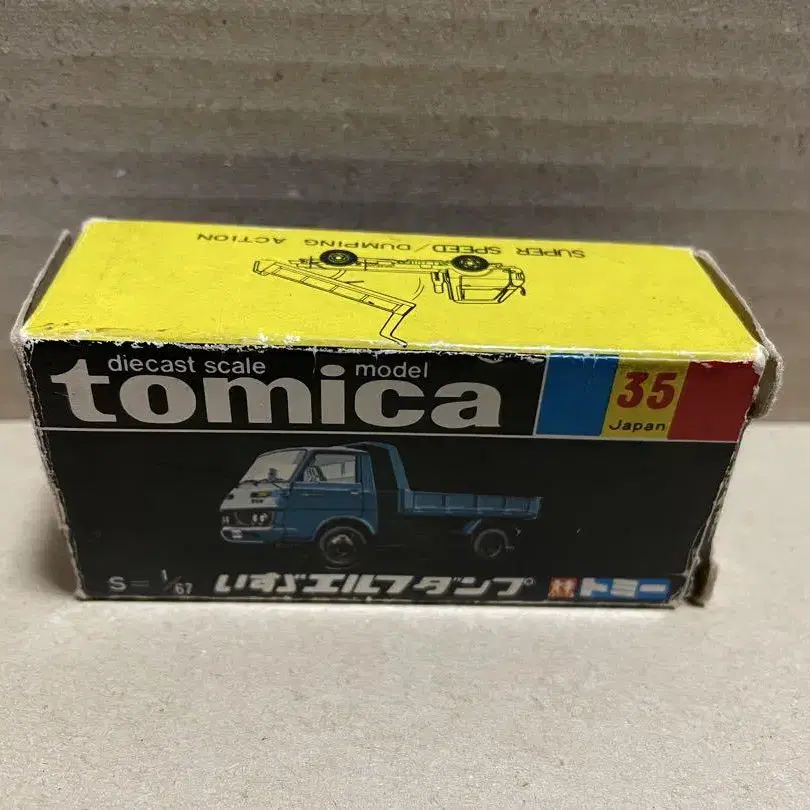 SUPER SPEED/DUMPING ACTION
diecast scale model
tomica
35
Japan
S=1/67 いすゞエルフダンプ トミー